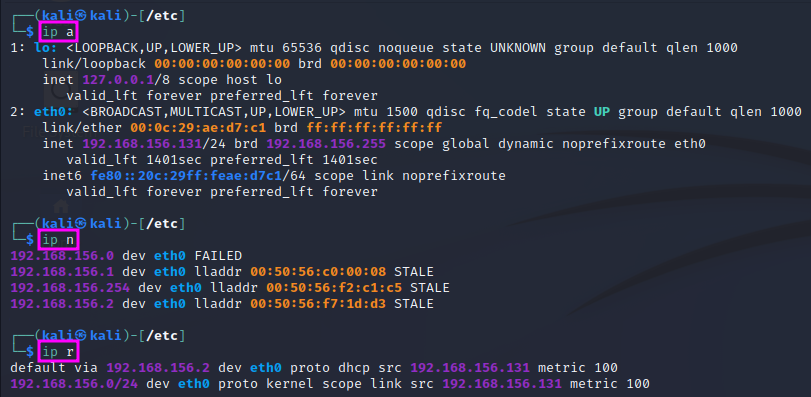 ┌──(kali㉿kali)-[/etc]
└─$ ip a
1: lo: <LOOPBACK,UP,LOWER_UP> mtu 65536 qdisc noqueue state UNKNOWN group default qlen 1000
    link/loopback 00:00:00:00:00:00 brd 00:00:00:00:00:00
    inet 127.0.0.1/8 scope host lo
       valid_lft forever preferred_lft forever
2: eth0: <BROADCAST,MULTICAST,UP,LOWER_UP> mtu 1500 qdisc fq_codel state UP group default qlen 1000
    link/ether 00:0c:29:ae:d7:c1 brd ff:ff:ff:ff:ff:ff
    inet 192.168.156.131/24 brd 192.168.156.255 scope global dynamic noprefixroute eth0
       valid_lft 1401sec preferred_lft 1401sec
    inet6 fe80::20c:29ff:feae:d7c1/64 scope link noprefixroute
       valid_lft forever preferred_lft forever
┌──(kali㉿kali)-[/etc]
└─$ ip n
192.168.156.0 dev eth0 FAILED
192.168.156.1 dev eth0 lladdr 00:50:56:c0:00:08 STALE
192.168.156.254 dev eth0 lladdr 00:50:56:f2:c1:c5 STALE
192.168.156.2 dev eth0 lladdr 00:50:56:f7:1d:d3 STALE
┌──(kali㉿kali)-[/etc]
└─$ ip r
default via 192.168.156.2 dev eth0 proto dhcp src 192.168.156.131 metric 100
192.168.156.0/24 dev eth0 proto kernel scope link src 192.168.156.131 metric 100